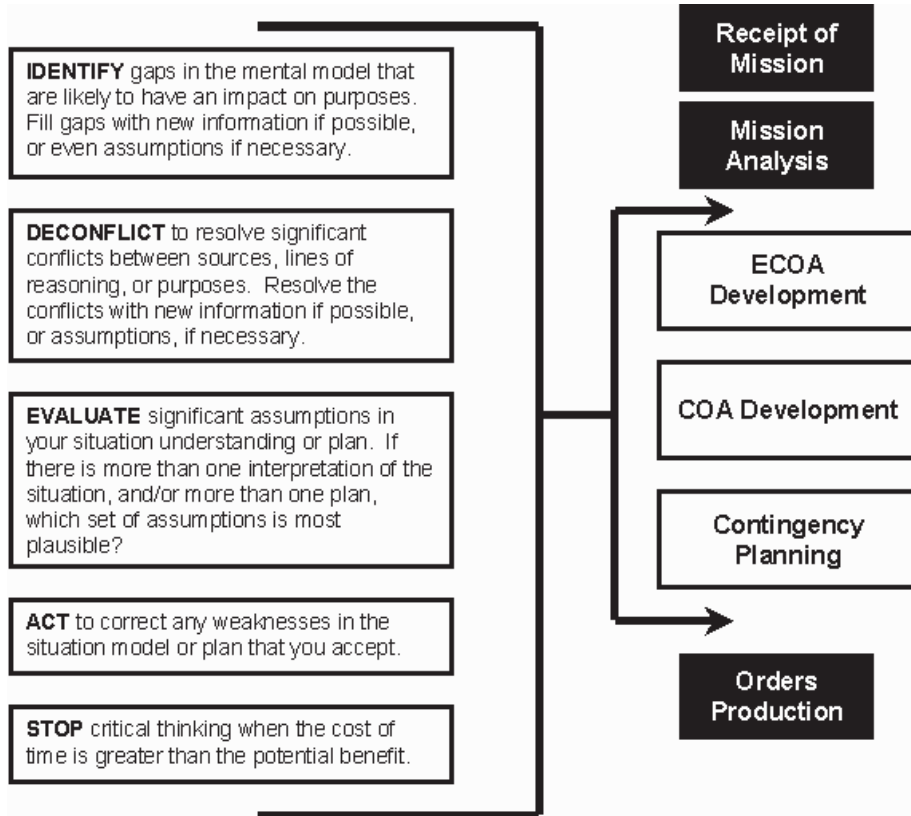 IDENTIFY gaps in the mental model that
are likely to have an impact on purposes.
Fill gaps with new information if possible,
or even assumptions if necessary.
DECONFLICT to resolve significant
conflicts between sources, lines of
reasoning, or purposes. Resolve the
conflicts with new information if possible,
or assumptions, if necessary.
EVALUATE significant assumptions in
your situation understanding or plan. If
there is more than one interpretation of the
situation, and/or more than one plan,
which set of assumptions is most
plausible?
ACT to correct any weaknesses in the
situation model or plan that you accept.
STOP critical thinking when the cost of
time is greater than the potential benefit.
Receipt of
Mission
Mission
Analysis
ECOA
Development
COA Development
Contingency
Planning
Orders
Production